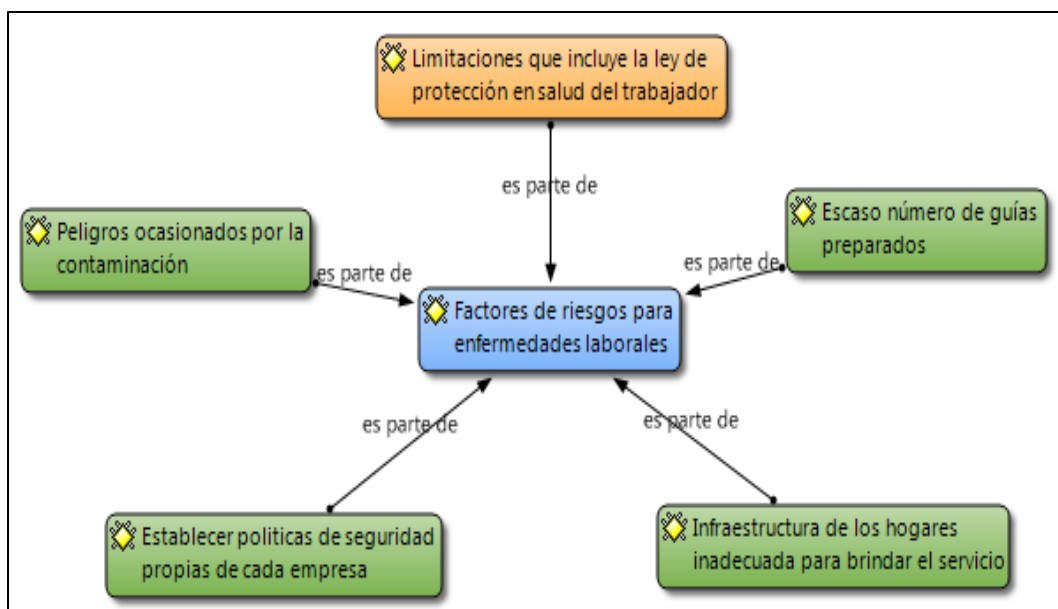 Limitaciones que incluye la ley de
protección en salud del trabajador
es parte de
Peligros ocasionados por la
contaminación
es parte de
Escaso número de guías
preparados
es parte de
Factores de riesgos para
enfermedades laborales
es parte de
es parte de
Establecer politicas de seguridad
propias de cada empresa
Infraestructura de los hogares
inadecuada para brindar el servicio